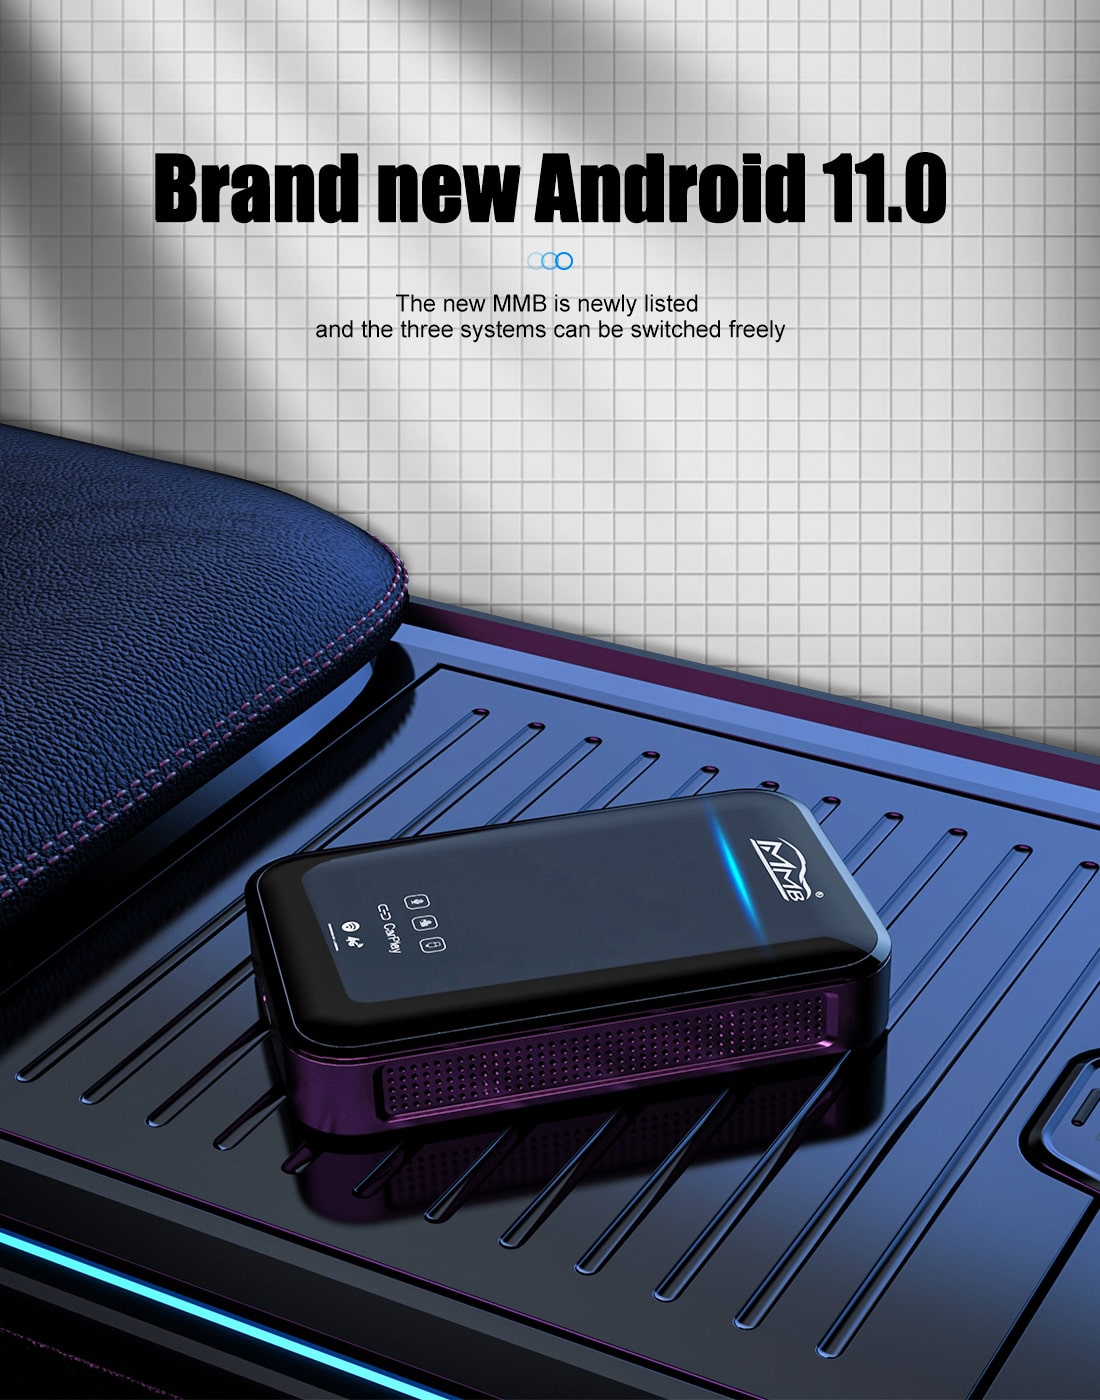 Brand new Android 11.0
The new MMB is newly listed
and the three systems can be switched freely
MMB
®
CarPlay